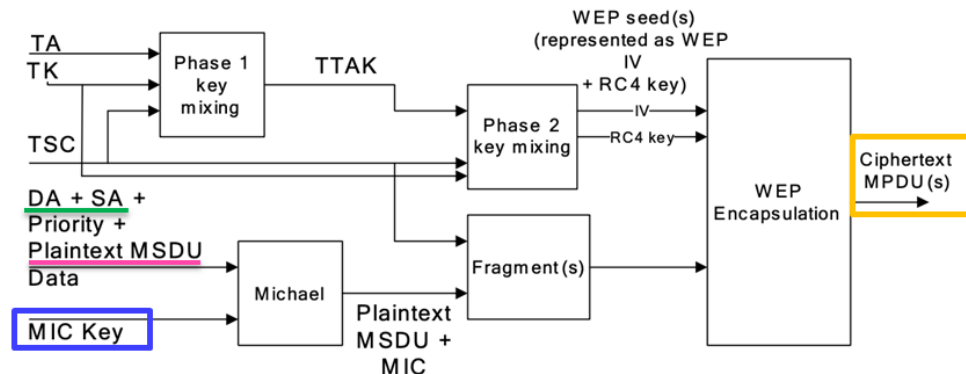 TA
TK
TSC
DA + SA +
Priority +
Plaintext MSDU
Data
MIC Key
Phase 1
key
mixing
TTAK
Michael
Plaintext
MSDU +
MIC
WEP seed(s)
(represented as WEP
IV
+ RC4 key)
IV
RC4 key
Phase 2
key mixing
Fragment(s)
WEP
Encapsulation
Ciphertext
MPDU(s)